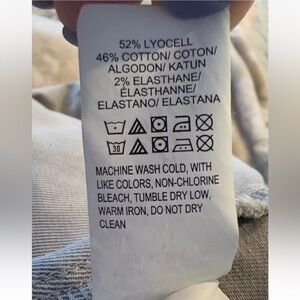 52% LYOCELL
46% COTTON/ COTON/
ALGODON/ KATUN
2% ELASTHANE/
ÉLASTHANNE/
ELASTANO/ ELASTANA
30
MACHINE WASH COLD, WITH
LIKE COLORS, NON-CHLORINE
BLEACH, TUMBLE DRY LOW,
WARM IRON, DO NOT DRY
CLEAN